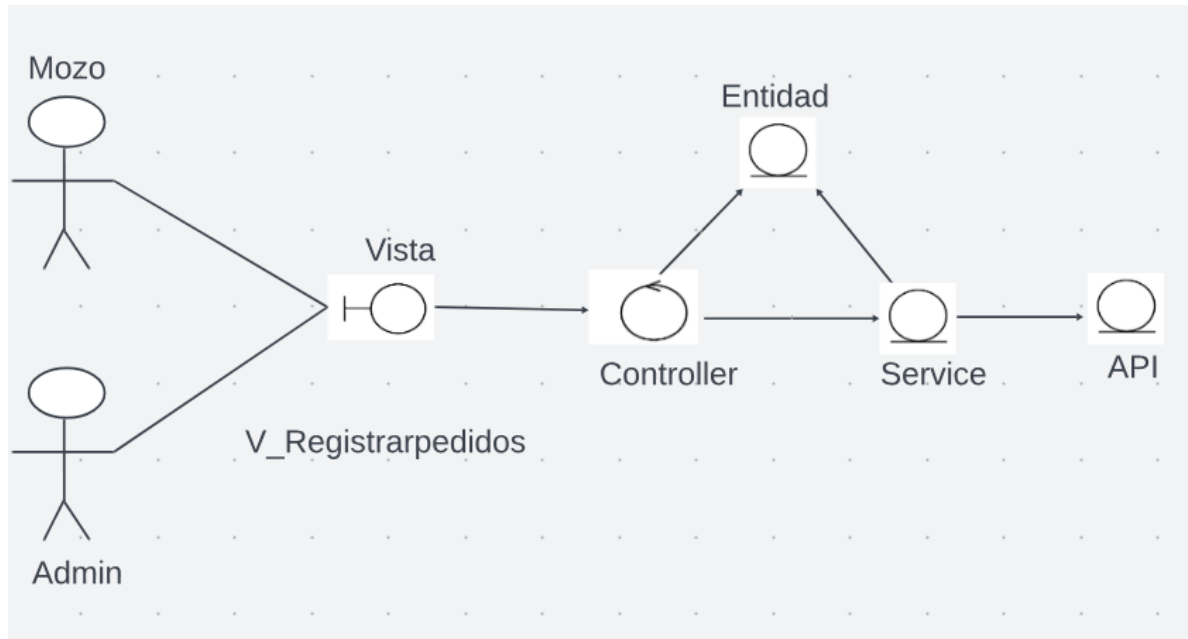 Mozo
Entidad
Vista
Controller
Service
API
V_Registrarpedidos
Admin